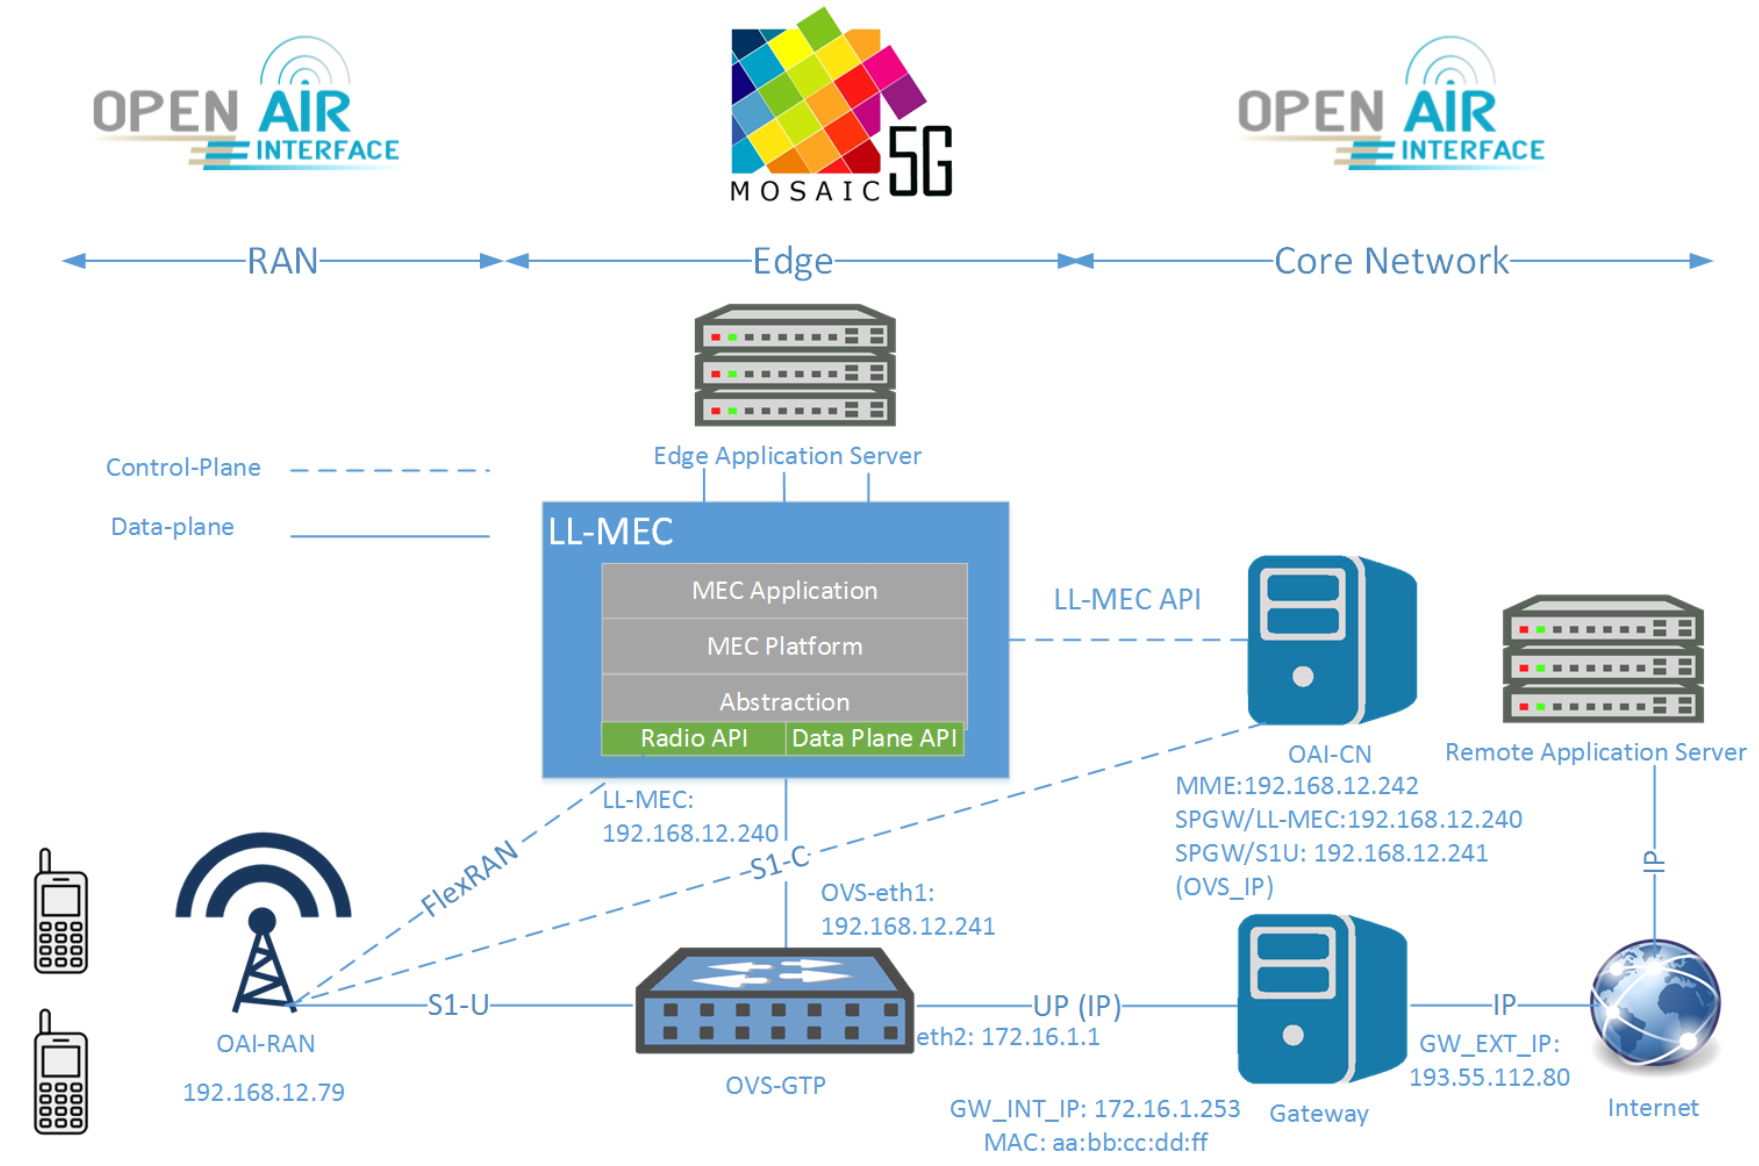 OPEN AIR
INTERFACE
MOSAIC 5G
OPEN AIR
INTERFACE
RAN
Edge
Core Network
Edge Application Server
Control-Plane
Data-plane
LL-MEC
MEC Application
MEC Platform
Abstraction
Radio API
Data Plane API
LL-MEC API
OAI-CN
MME:192.168.12.242
SPGW/LL-MEC:192.168.12.240
SPGW/S1U: 192.168.12.241
(OVS_IP)
Remote Application Server
LL-MEC:
192.168.12.240
FlexRAN
S1-C
OVS-eth1:
192.168.12.241
IP
S1-U
UP (IP)
IP
eth2: 172.16.1.1
OAI-RAN
192.168.12.79
OVS-GTP
GW_INT_IP: 172.16.1.253
MAC: aa:bb:cc:dd:ff
Gateway
GW_EXT_IP:
193.55.112.80
Internet